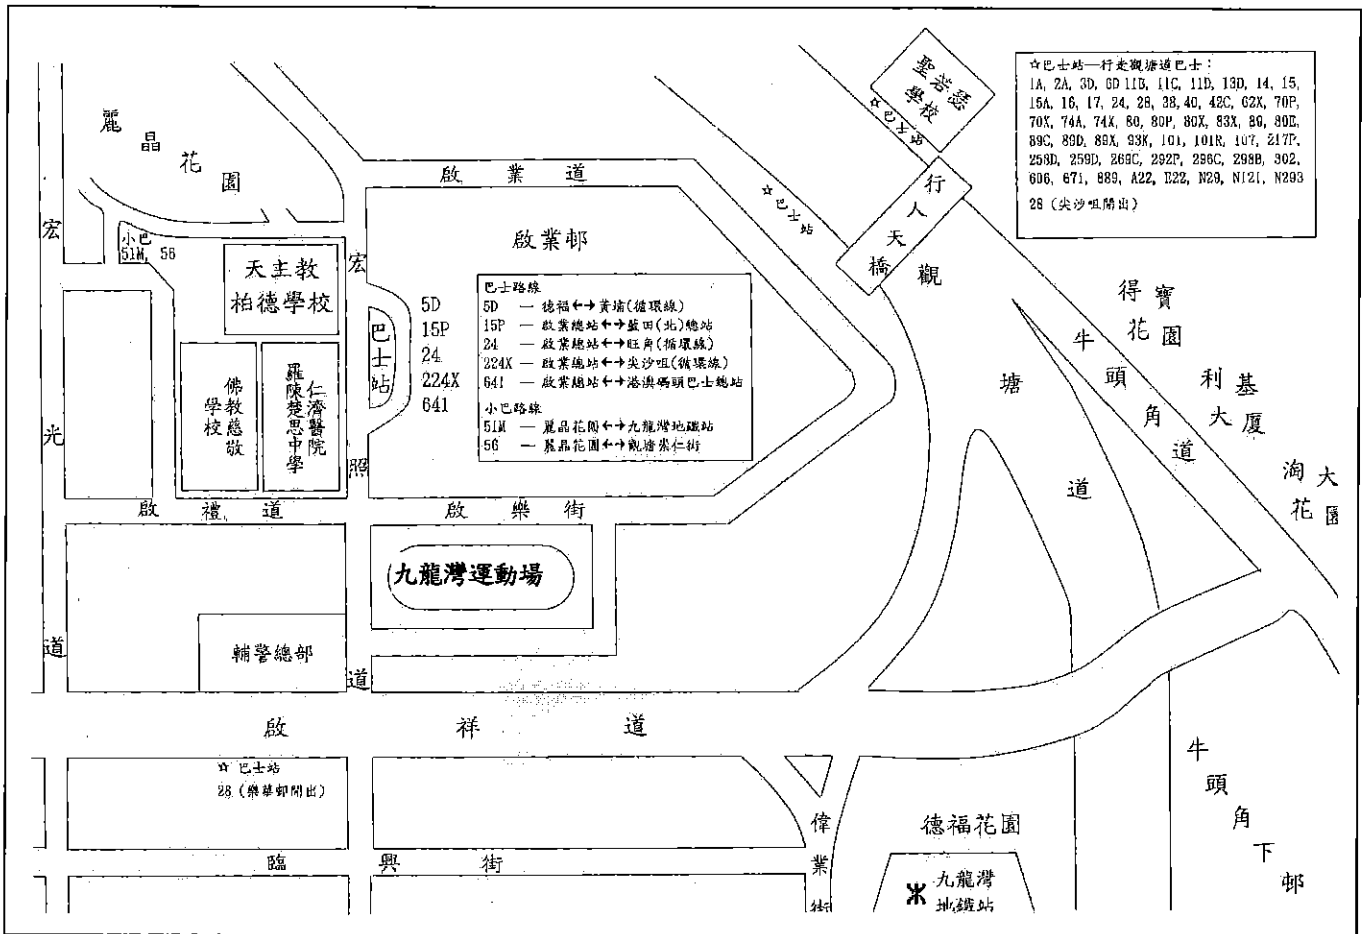 麗晶花園
小巴
51M, 56
天主教
柏德學校
佛教慈敬
學校
仁濟醫院
羅陳楚思中學
啟業道
啟業邨
巴士站
5D
15P
24
224X
641
巴士路線
5D — 德福↔黃埔(循環線)
15P — 啟業總站↔藍田(北)總站
24 — 啟業總站↔旺角(循環線)
224X — 啟業總站↔尖沙咀(循環線)
641 — 啟業總站↔港澳碼頭巴士總站
小巴路線
51M — 麗晶花園↔九龍灣地鐵站
56 — 麗晶花園↔觀塘崇仁街
聖若瑟
學校
☆巴士站
☆巴士站
行人天橋
☆巴士站—行走觀塘道巴士：
1A, 2A, 3D, 6D 11B, 11C, 11D, 13D, 14, 15,
15A, 16, 17, 24, 28, 38, 40, 42C, 62X, 70P,
70X, 74A, 74X, 80, 80P, 80X, 83X, 89, 89B,
89C, 89D, 89X, 93K, 101, 101R, 107, 217P,
258D, 259D, 269C, 292P, 296C, 298B, 302,
606, 671, 889, A22, E22, N29, N121, N293
28 (尖沙咀開出)
觀塘道
牛頭角道
得寶花園
利基大廈
淘大花園
宏光道
宏照道
啟禮道
啟樂街
九龍灣運動場
輔警總部
啟祥道
☆ 巴士站
28 (樂華邨開出)
臨興街
偉業街
德福花園
九龍灣
地鐵站
牛頭角下邨